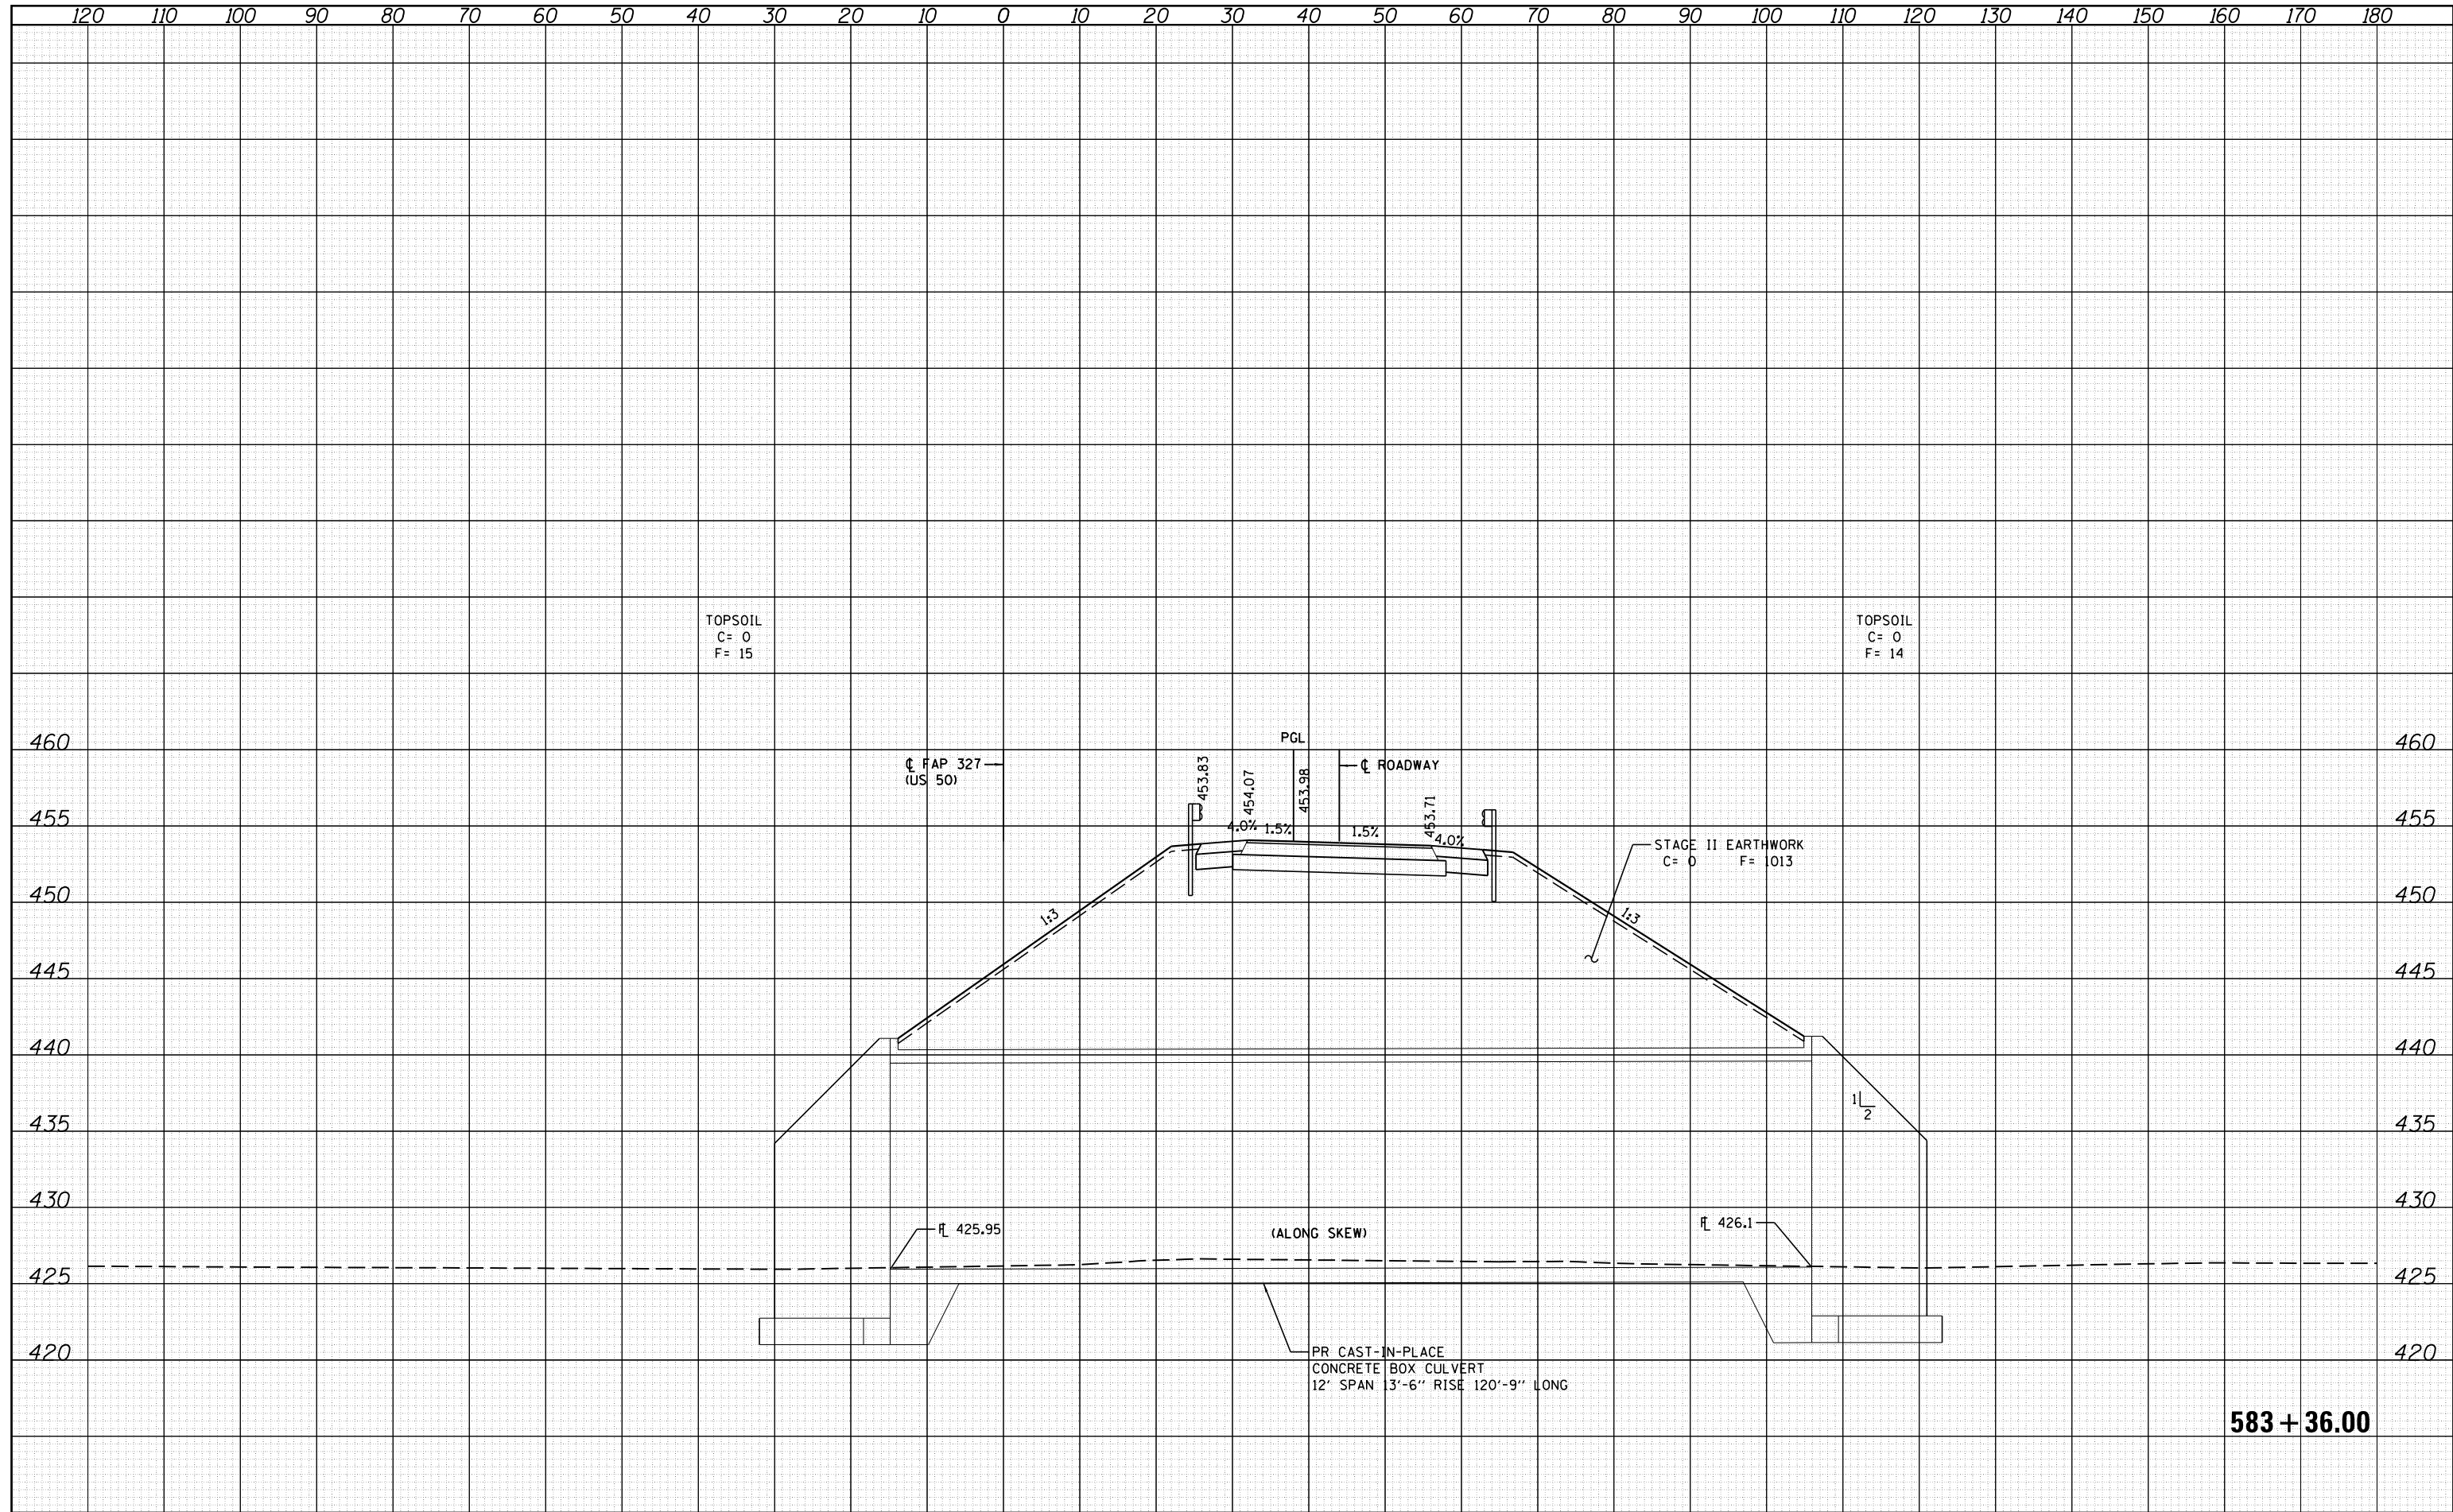 120 110 100 90 80 70 60 50 40 30 20 10 0 10 20 30 40 50 60 70 80 90 100 110 120 130 140 150 160 170 180
TOPSOIL
C= 0
F= 15
TOPSOIL
C= 0
F= 14
460
PGL
460
℄ FAP 327
(US 50)
453.83
454.07
453.98
℄ ROADWAY
453.71
455
4.0%
1.5%
1.5%
4.0%
455
STAGE II EARTHWORK
C= 0 F= 1013
450
1:3
1:3
450
445
445
440
440
435
1
2
435
430
430
FL 425.95
(ALONG SKEW)
FL 426.1
425
425
420
PR CAST-IN-PLACE
CONCRETE BOX CULVERT
12' SPAN 13'-6'' RISE 120'-9'' LONG
420
583+36.00